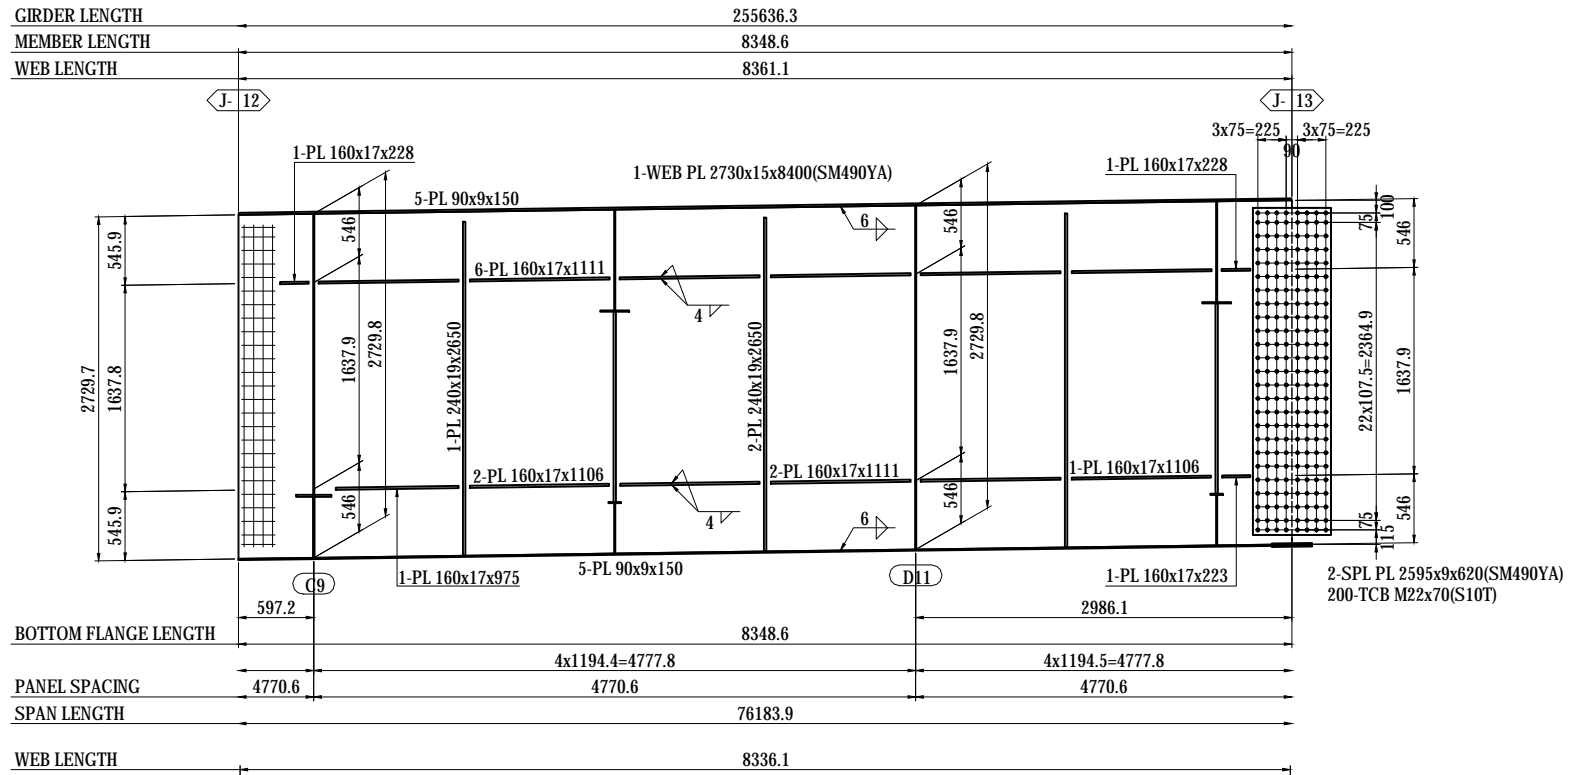 GIRDER LENGTH
255636.3
MEMBER LENGTH
8348.6
WEB LENGTH
8361.1
J- 12
J- 13
3x75=225
3x75=225
90
1-PL 160x17x228
1-WEB PL 2730x15x8400(SM490YA)
1-PL 160x17x228
5-PL 90x9x150
6
546
546
100
75
546
545.9
6-PL 160x17x1111
4
2729.7
1637.8
1637.9
2729.8
1-PL 240x19x2650
2-PL 240x19x2650
1637.9
2729.8
22x107.5=2364.9
1637.9
2-PL 160x17x1106
2-PL 160x17x1111
1-PL 160x17x1106
545.9
546
4
6
546
75
115
546
1-PL 160x17x975
5-PL 90x9x150
1-PL 160x17x223
C9
D11
2-SPL PL 2595x9x620(SM490YA)
200-TCB M22x70(S10T)
597.2
2986.1
BOTTOM FLANGE LENGTH
8348.6
4x1194.4=4777.8
4x1194.5=4777.8
PANEL SPACING
4770.6
4770.6
4770.6
SPAN LENGTH
76183.9
WEB LENGTH
8336.1